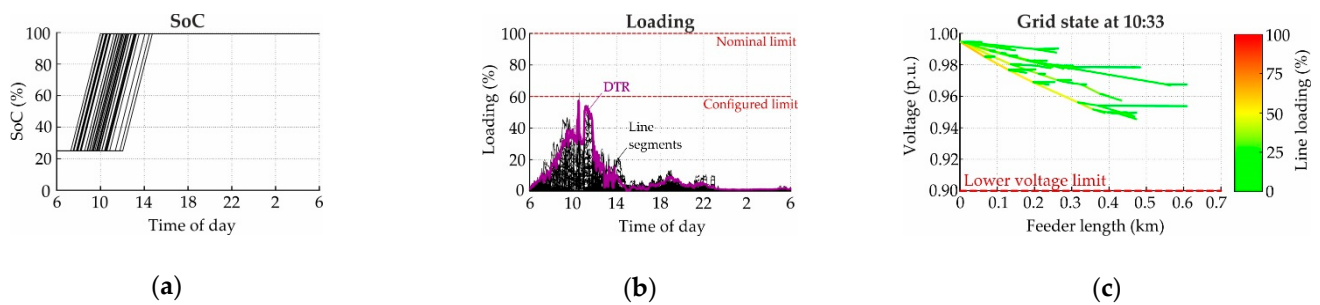 SoC
100
80
60
40
20
0
SoC (%)
6 10 14 18 22 2 6
Time of day
(a)
Loading
100
80
60
40
20
0
Loading (%)
Nominal limit
DTR
Configured limit
Line
segments
6 10 14 18 22 2 6
Time of day
(b)
Grid state at 10:33
1.00
0.98
0.96
0.94
0.92
0.90
Voltage (p.u.)
Lower voltage limit
0 0.1 0.2 0.3 0.4 0.5 0.6 0.7
Feeder length (km)
100
75
50
25
0
Line loading (%)
(c)